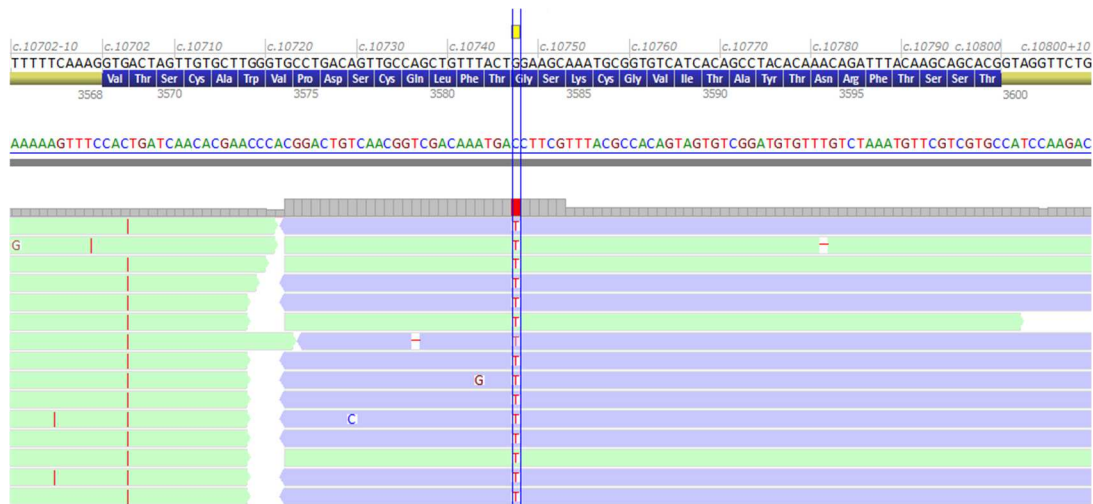 c.10702-10 c.10702 c.10710 c.10720 c.10730 c.10740 c.10750 c.10760 c.10770 c.10780 c.10790 c.10800 c.10800+10
TTTTTCAAAGGTGACTAGTTGTGCTTGGGTGCCTGACAGTTGCCAGCTGTTTACTGGAAGCAAATGCGGTGTCATCACAGCCTACACAAACAGATTTACAAGCAGCACGGTAGGTTCTG
Val Thr Ser Cys Ala Trp Val Pro Asp Ser Cys Gln Leu Phe Thr Gly Ser Lys Cys Gly Val Ile Thr Ala Tyr Thr Asn Arg Phe Thr Ser Ser Thr
3568 3570 3575 3580 3585 3590 3595 3600
AAAAAGTTTCCACTGATCAACACGAACCCACGGACTGTCAACGGTCGACAAATGACCTTCGTTTACGCCACAGTAGTGTCGGATGTGTTTGTCTAAATGTTCGTCGTGCCATCCAAGAC
T
G T
T
T
T
T
T
T
G T
T
C T
T
T
T
T